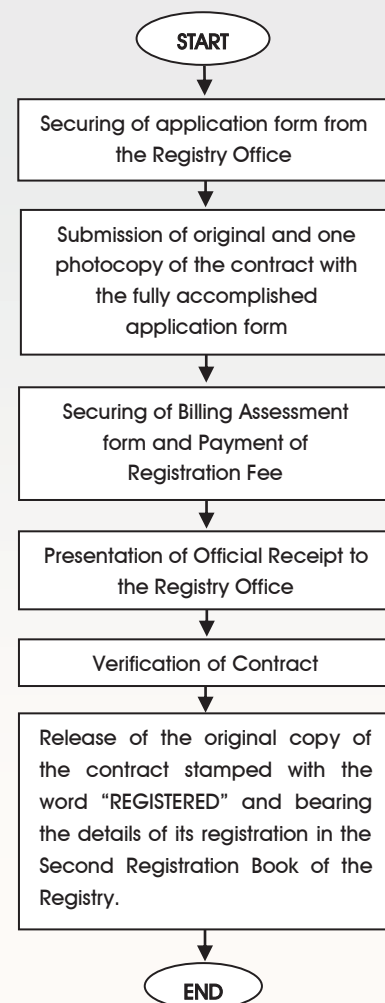 START
Securing of application form from
the Registry Office
Submission of original and one
photocopy of the contract with
the fully accomplished
application form
Securing of Billing Assessment
form and Payment of
Registration Fee
Presentation of Official Receipt to
the Registry Office
Verification of Contract
Release of the original copy of
the contract stamped with the
word “REGISTERED” and bearing
the details of its registration in the
Second Registration Book of the
Registry.
END